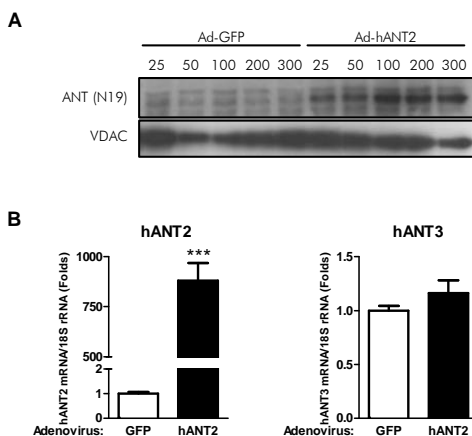 A
Ad-GFP Ad-hANT2
25 50 100 200 300 25 50 100 200 300
ANT (N19)
VDAC
B
hANT2
hANT2 mRNA/18S rRNA (Folds)
1000
750
500
2
1
0
***
Adenovirus: GFP hANT2
hANT3
hANT3 mRNA/18S rRNA (Folds)
1.5
1.0
0.5
0.0
Adenovirus: GFP hANT2